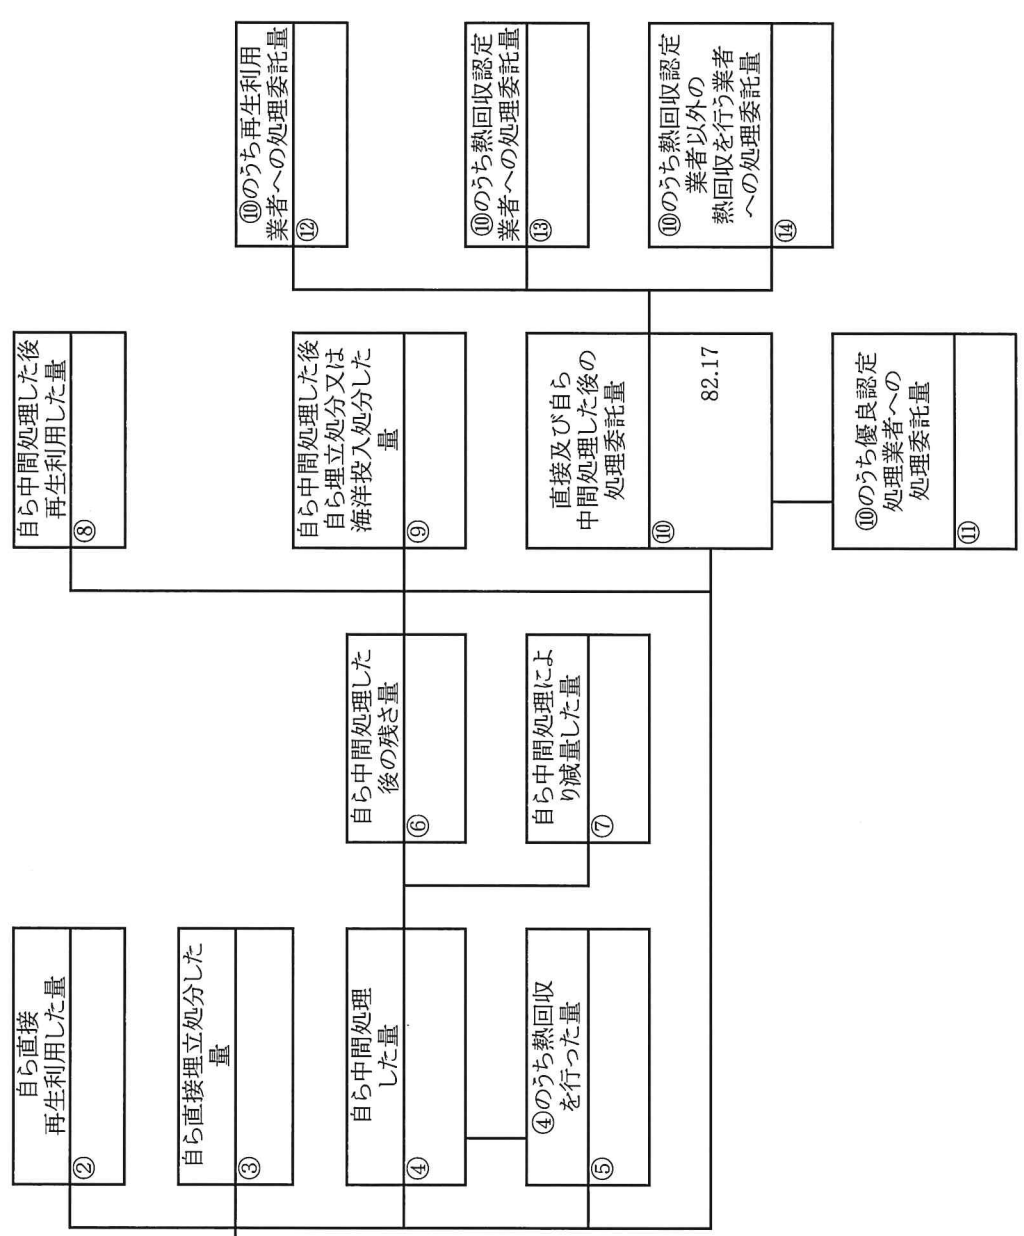 自ら直接
再生利用した量
②
自ら直接埋立処分した
量
③
自ら中間処理
した量
④
④のうち熱回収
を行った量
⑤
自ら中間処理した
後の残さ量
⑥
自ら中間処理によ
り減量した量
⑦
自ら中間処理した後
再生利用した量
⑧
自ら中間処理した後
自ら埋立処分又は
海洋投入処分した
量
⑨
直接及び自ら
中間処理した後の
処理委託量
⑩
82.17
⑩のうち優良認定
処理業者への
処理委託量
⑪
⑩のうち再生利用
業者への処理委託量
⑫
⑩のうち熱回収認定
業者への処理委託量
⑬
⑩のうち熱回収認定
業者以外の
熱回収を行う業者
への処理委託量
⑭